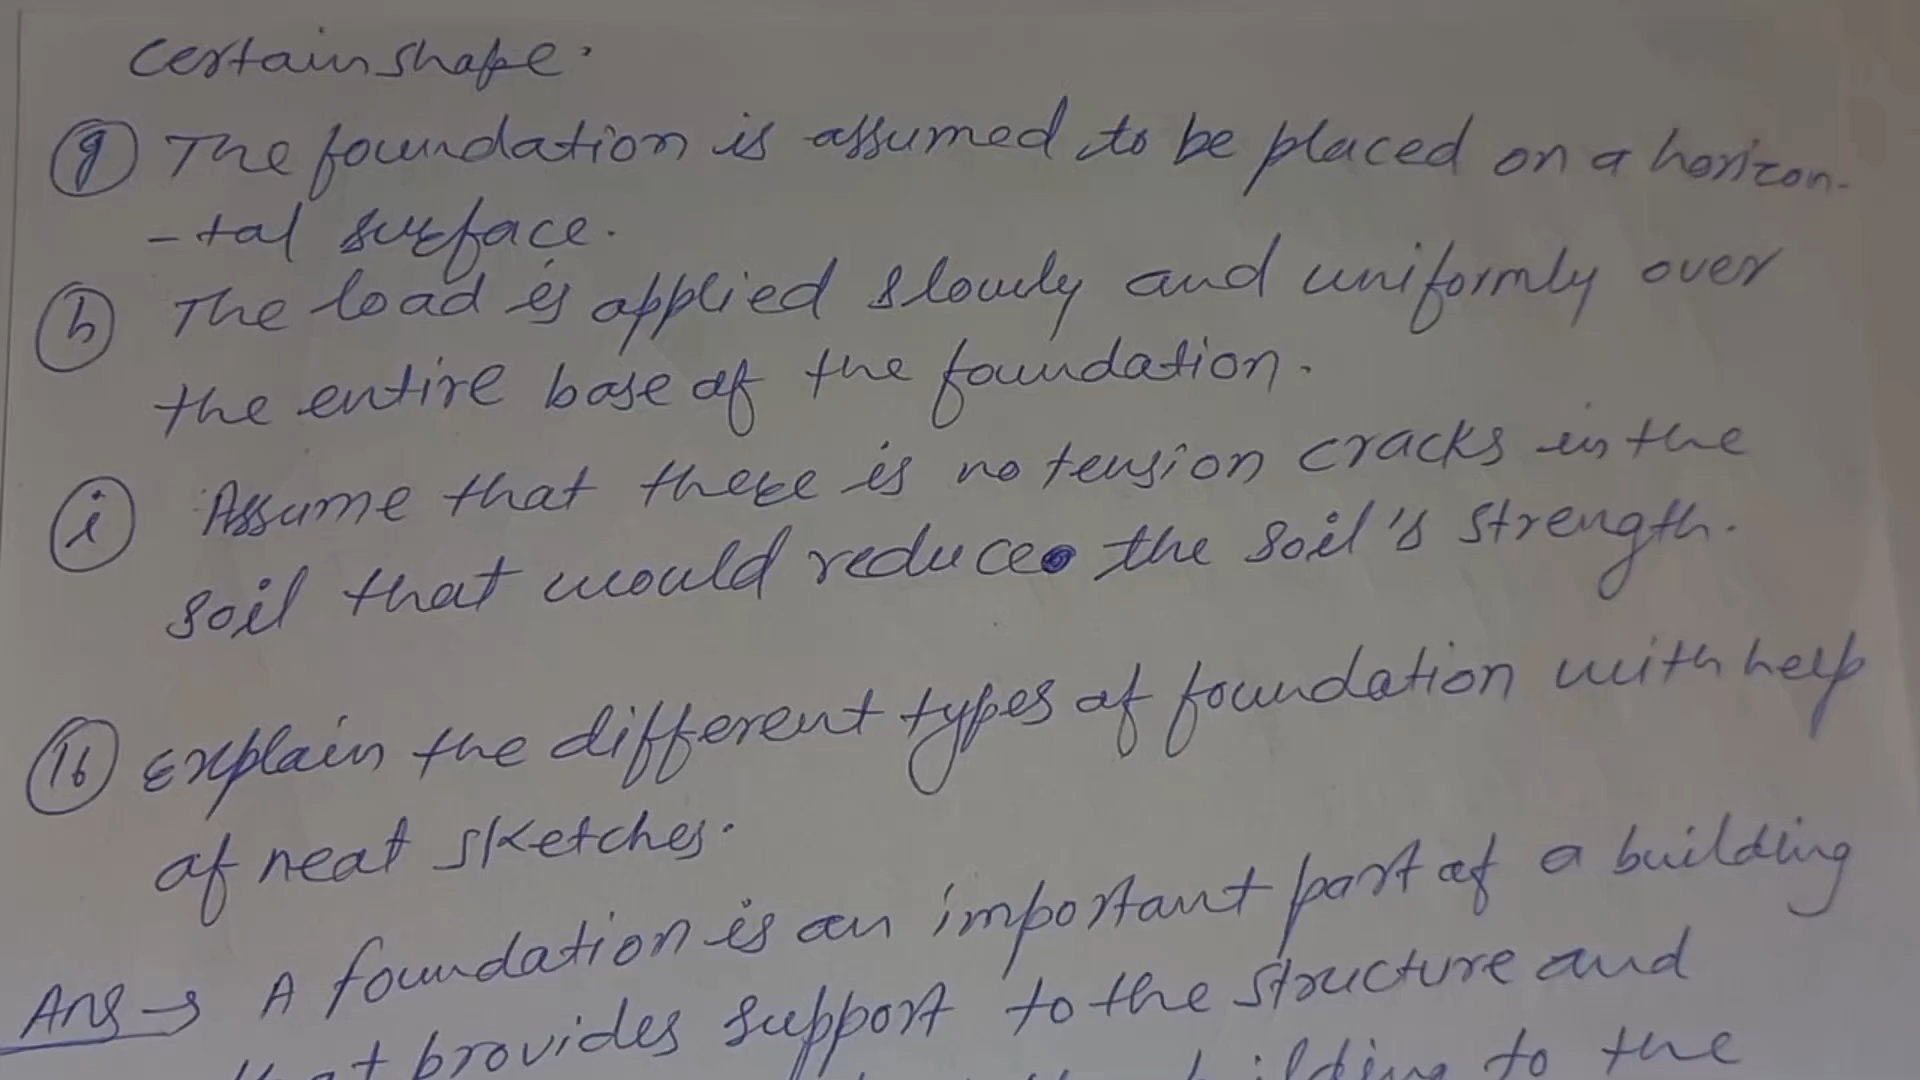 certain shape.
(g) The foundation is assumed to be placed on a horizon-
-tal surface.
(h) The load is applied slowly and uniformly over
the entire base of the foundation.
(i) Assume that there is no tension cracks in the
soil that would reduce the soil's strength.
(16) Explain the different types of foundation with help
of neat sketches.
Ans → A foundation is an important part of a building
that provides support to the structure and
building to the